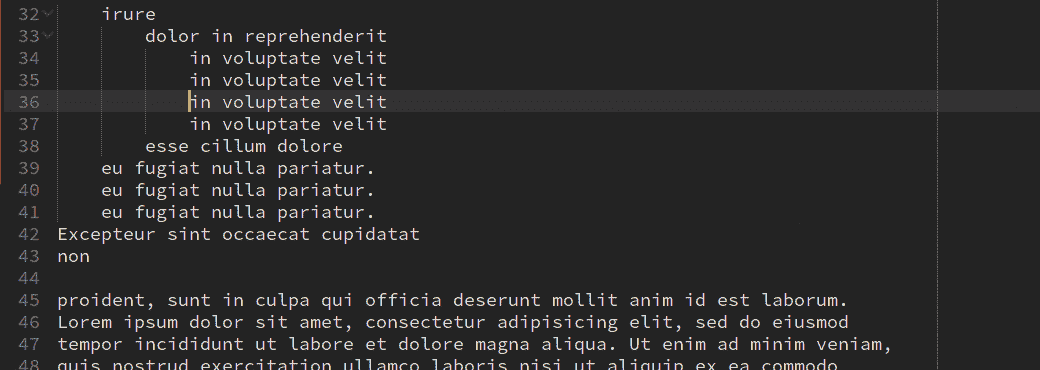 32 irure
33 dolor in reprehenderit
34 in voluptate velit
35 in voluptate velit
36 in voluptate velit
37 in voluptate velit
38 esse cillum dolore
39 eu fugiat nulla pariatur.
40 eu fugiat nulla pariatur.
41 eu fugiat nulla pariatur.
42 Excepteur sint occaecat cupidatat
43 non
44
45 proident, sunt in culpa qui officia deserunt mollit anim id est laborum.
46 Lorem ipsum dolor sit amet, consectetur adipisicing elit, sed do eiusmod
47 tempor incididunt ut labore et dolore magna aliqua. Ut enim ad minim veniam,
48 quis nostrud exercitation ullamco laboris nisi ut aliquip ex ea commodo